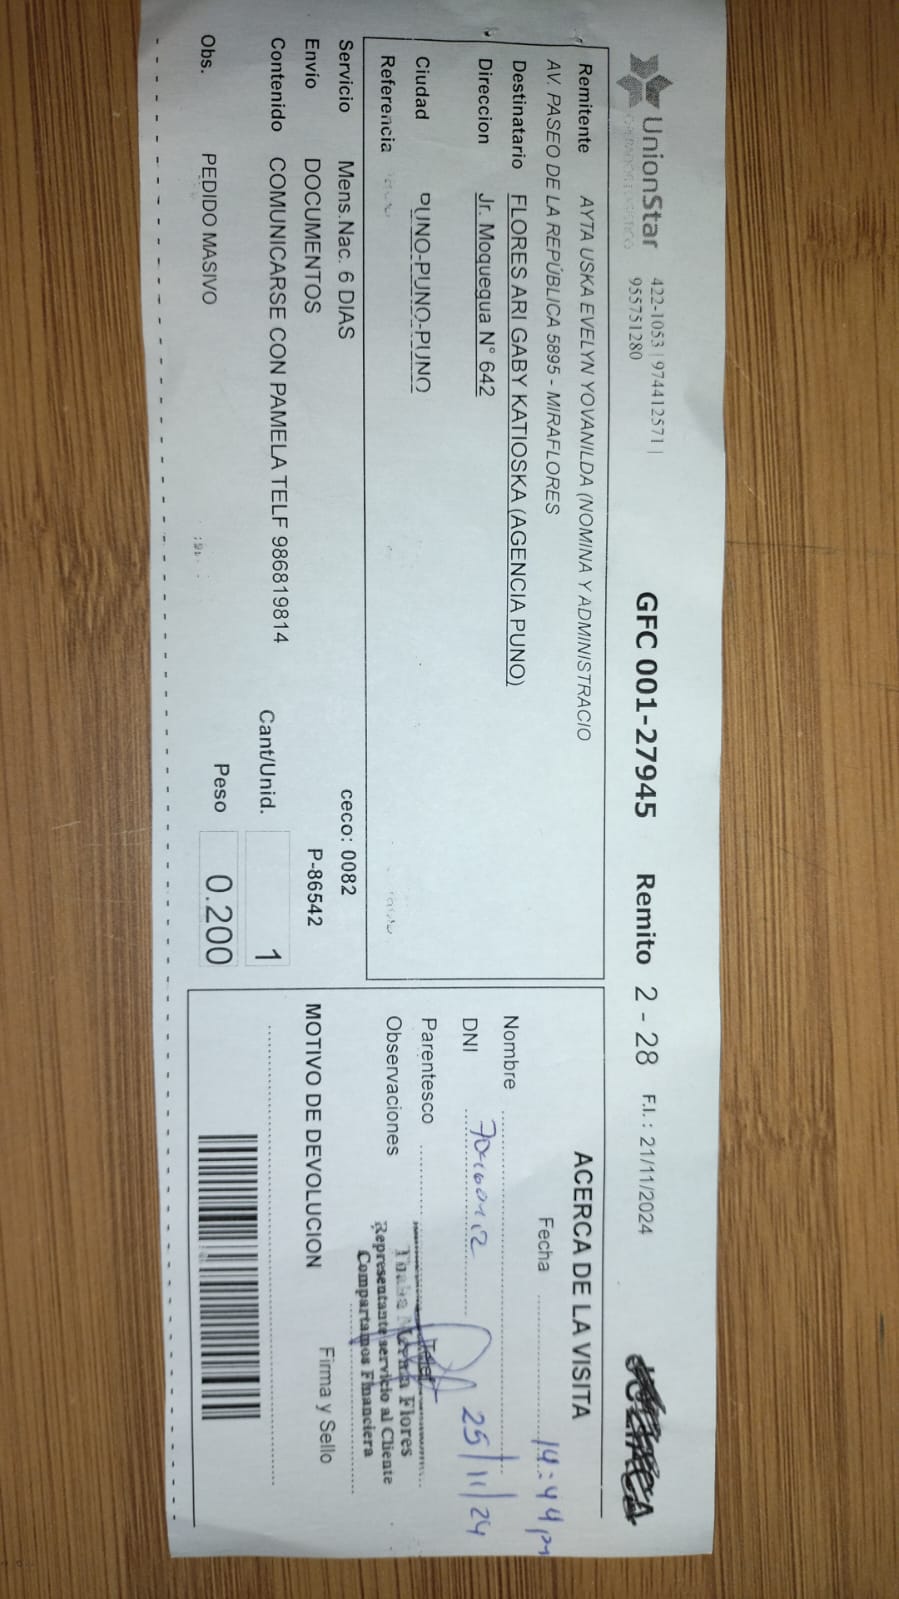 UnionStar
422-1053 | 974412571 |
955751280
GFC 001-27945 Remito 2 - 28 F.I. : 21/11/2024
Remitente AYTA USKA EVELYN YOVANILDA (NOMINA Y ADMINISTRACIO
AV. PASEO DE LA REPÚBLICA 5895 - MIRAFLORES
Destinatario FLORES ARI GABY KATIOSKA (AGENCIA PUNO)
Direccion Jr. Moquegua N° 642
Ciudad PUNO-PUNO-PUNO
Referencia
Servicio Mens.Nac. 6 DIAS ceco: 0082
Envio DOCUMENTOS P-86542
Contenido COMUNICARSE CON PAMELA TELF 986819814
Cant/Unid. 1
Obs. PEDIDO MASIVO
Peso 0.200
ACERCA DE LA VISITA
Fecha 14:44 pm
Nombre
DNI 25/11/24
Parentesco
Observaciones
Flores
Representante servicio al Cliente
Compartamos Financiera
MOTIVO DE DEVOLUCION
Firma y Sello